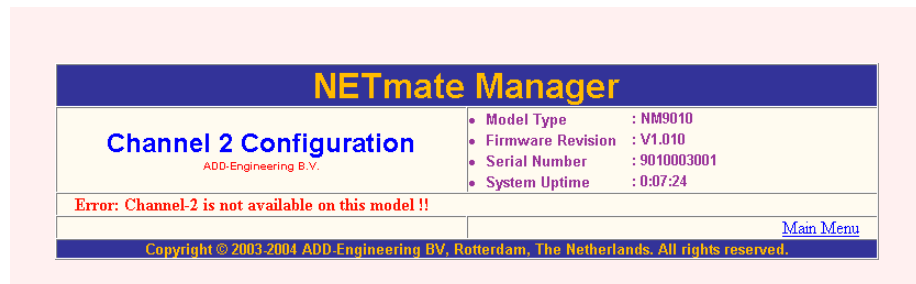 NETmate Manager
Channel 2 Configuration
ADD-Engineering B.V.
Model Type : NM9010
Firmware Revision : V1.010
Serial Number : 9010003001
System Uptime : 0:07:24
Error: Channel-2 is not available on this model !!
Main Menu
Copyright © 2003-2004 ADD-Engineering BV, Rotterdam, The Netherlands. All rights reserved.